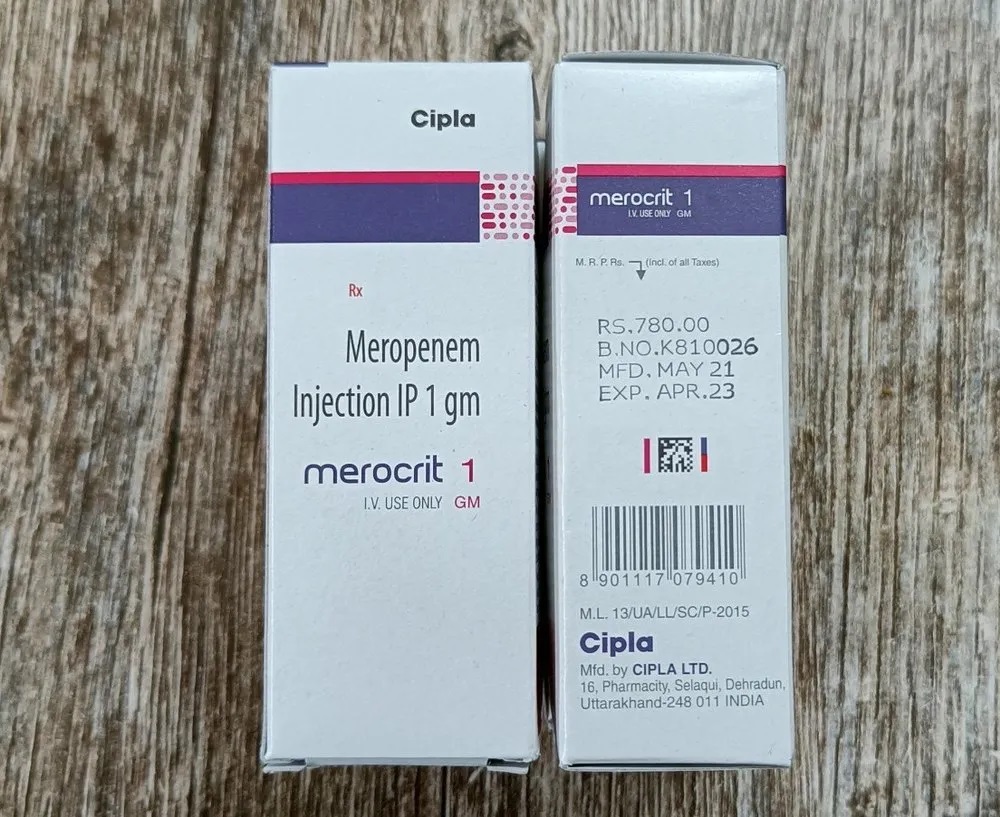 Cipla
Rx
Meropenem
Injection IP 1 gm
merocrit 1
I.V. USE ONLY GM
merocrit 1
I.V. USE ONLY GM
M. R. P. Rs. (Incl. of all Taxes)
RS.780.00
B.NO.K810026
MFD. MAY 21
EXP. APR.23
8 901117 079410
M.L. 13/UA/LL/SC/P-2015
Cipla
Mfd. by CIPLA LTD.
16, Pharmacity, Selaqui, Dehradun,
Uttarakhand-248 011 INDIA